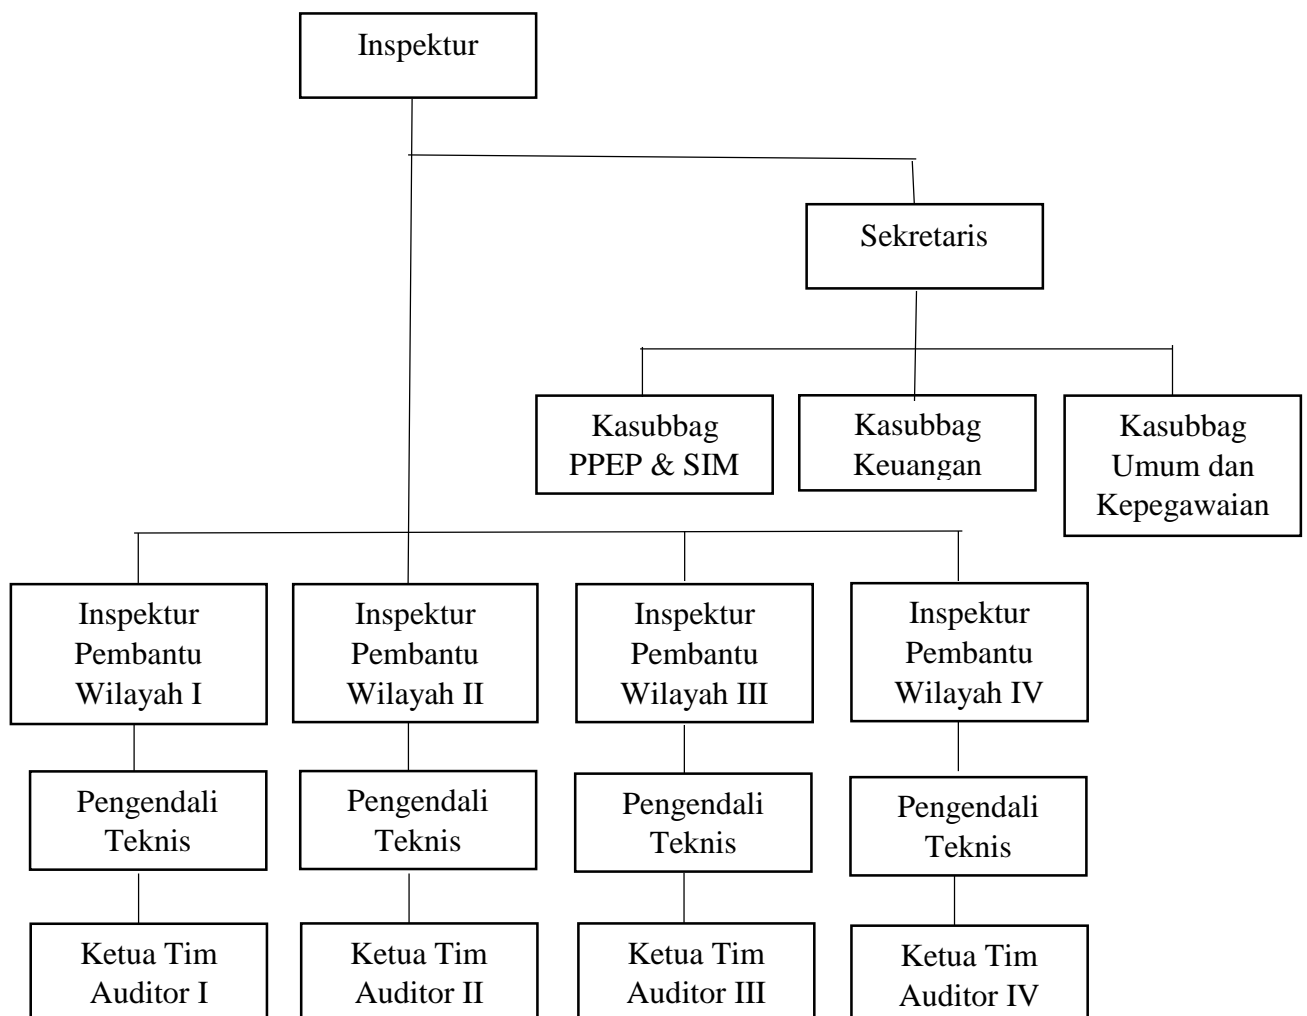 Inspektur
Sekretaris
Kasubbag
PPEP & SIM
Kasubbag
Keuangan
Kasubbag
Umum dan
Kepegawaian
Inspektur
Pembantu
Wilayah I
Inspektur
Pembantu
Wilayah II
Inspektur
Pembantu
Wilayah III
Inspektur
Pembantu
Wilayah IV
Pengendali
Teknis
Pengendali
Teknis
Pengendali
Teknis
Pengendali
Teknis
Ketua Tim
Auditor I
Ketua Tim
Auditor II
Ketua Tim
Auditor III
Ketua Tim
Auditor IV